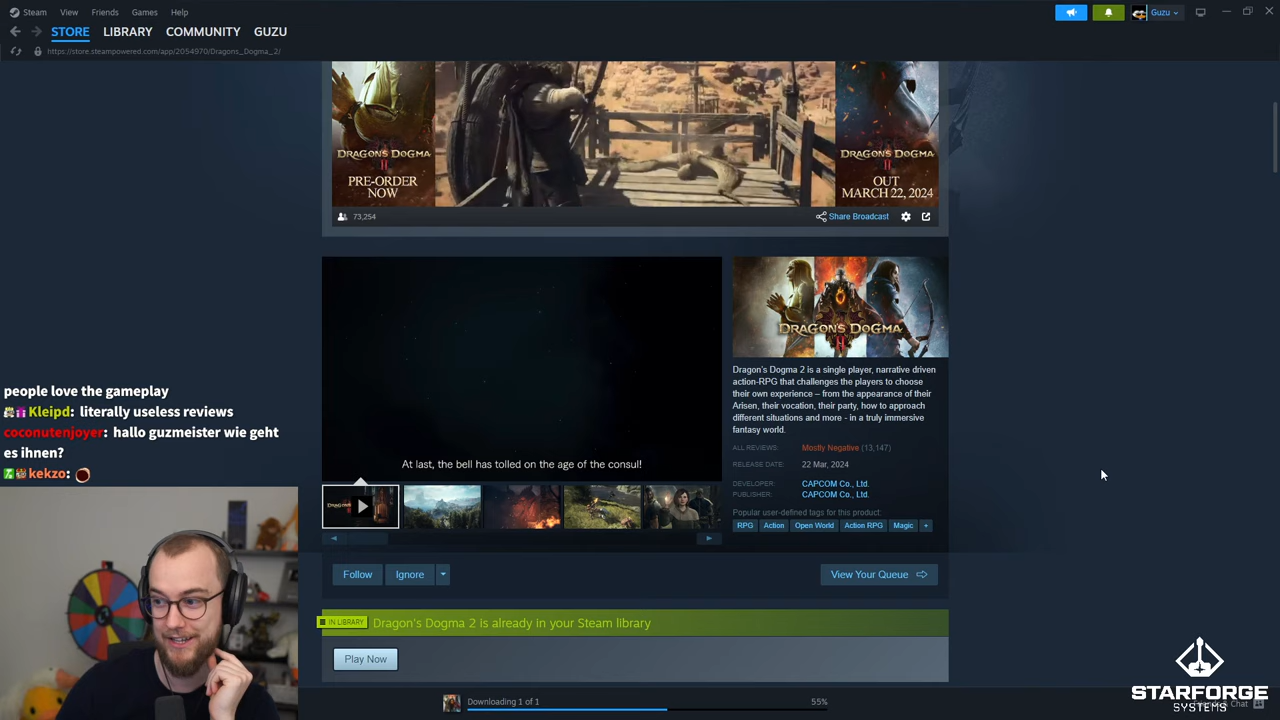 Steam View Friends Games Help
Guzu
STORE LIBRARY COMMUNITY GUZU
https://store.steampowered.com/app/2054970/Dragons_Dogma_2/
DRAGON'S DOGMA
II
PRE-ORDER
NOW
DRAGON'S DOGMA
II
OUT
MARCH 22, 2024
73,254
Share Broadcast
At last, the bell has tolled on the age of the consul!
DRAGON'S DOGMA
II
Dragon's Dogma 2 is a single player, narrative driven
action-RPG that challenges the players to choose
their own experience – from the appearance of their
Arisen, their vocation, their party, how to approach
different situations and more - in a truly immersive
fantasy world.
ALL REVIEWS: Mostly Negative (13,147)
RELEASE DATE: 22 Mar, 2024
DEVELOPER: CAPCOM Co., Ltd.
PUBLISHER: CAPCOM Co., Ltd.
Popular user-defined tags for this product:
RPG Action Open World Action RPG Magic +
Follow Ignore
View Your Queue
IN LIBRARY Dragon's Dogma 2 is already in your Steam library
Play Now
Downloading 1 of 1 55%
people love the gameplay
Kleipd: literally useless reviews
coconutenjoyer: hallo guzmeister wie geht
es ihnen?
kekzo:
STARFORGE
SYSTEMS
Chat